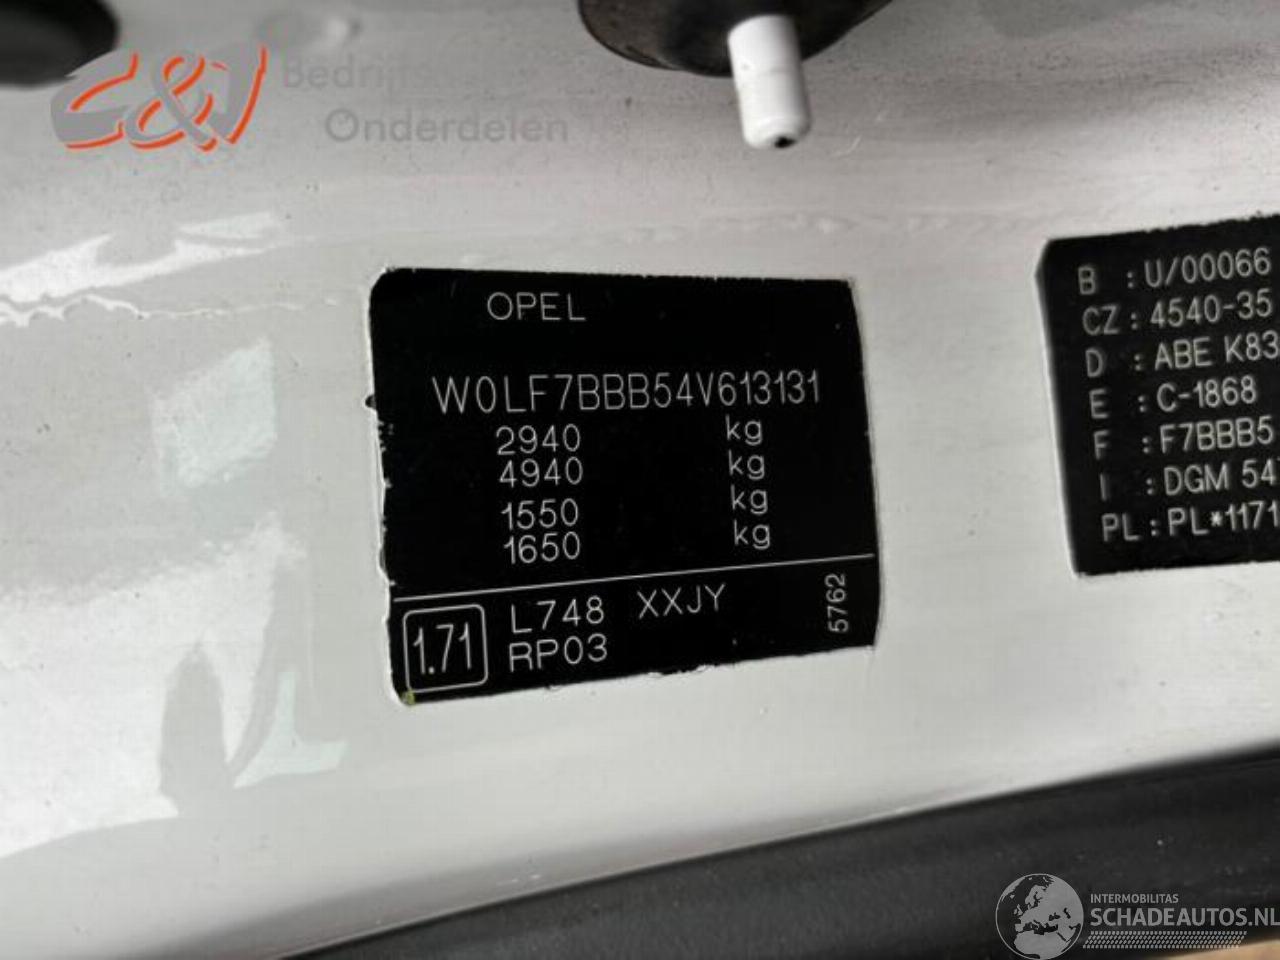 C&J Bedrijfswagen
Onderdelen
OPEL
W0LF7BBB54V613131
2940 kg
4940 kg
1550 kg
1650 kg
1.71 L748 XXJY
RP03
5762
B : U/00066
CZ : 4540-35
D : ABE K83
E : C-1868
F : F7BBB5
I : DGM 54
PL : PL*1171
INTERMOBILITAS
SCHADEAUTOS.NL